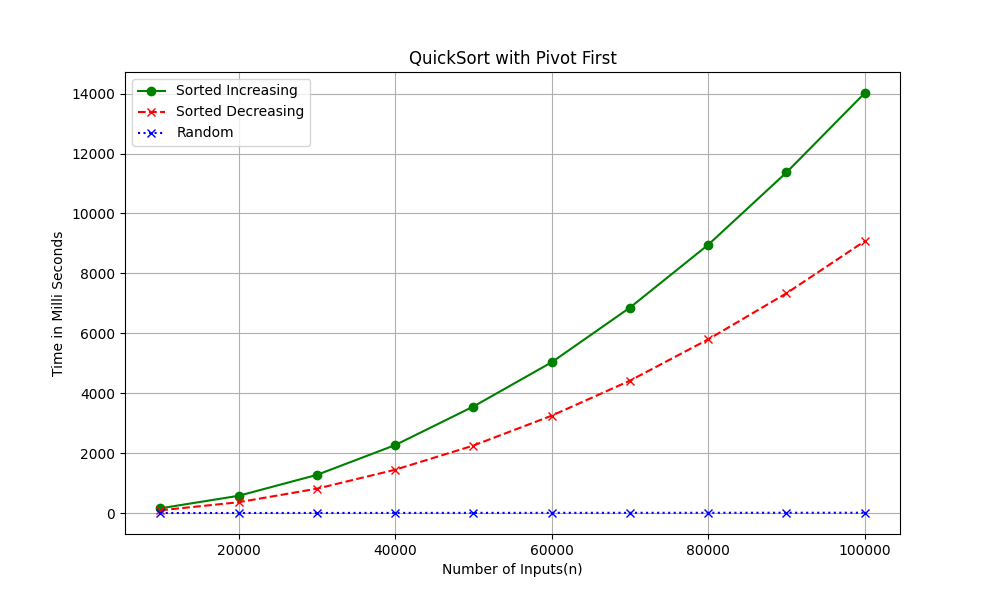 QuickSort with Pivot First
Sorted Increasing
Sorted Decreasing
Random
14000
12000
10000
8000
6000
4000
2000
0
Time in Milli Seconds
20000
40000
60000
80000
100000
Number of Inputs(n)